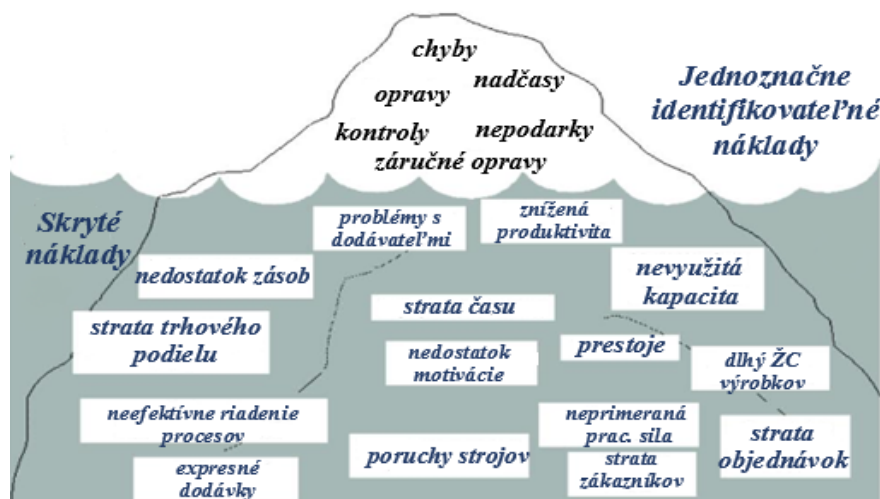 chyby
nadčasy
opravy
kontroly
nepodarky
záručné opravy
Jednoznačne
identifikovateľné
náklady
Skryté
náklady
problémy s
dodávateľmi
znížená
produktivita
nedostatok zásob
nevyužitá
kapacita
strata času
strata trhového
podielu
prestoje
nedostatok
motivácie
dlhý ŽC
výrobkov
neefektívne riadenie
procesov
neprimeraná
prac. sila
strata
objednávok
poruchy strojov
strata
zákazníkov
expresné
dodávky